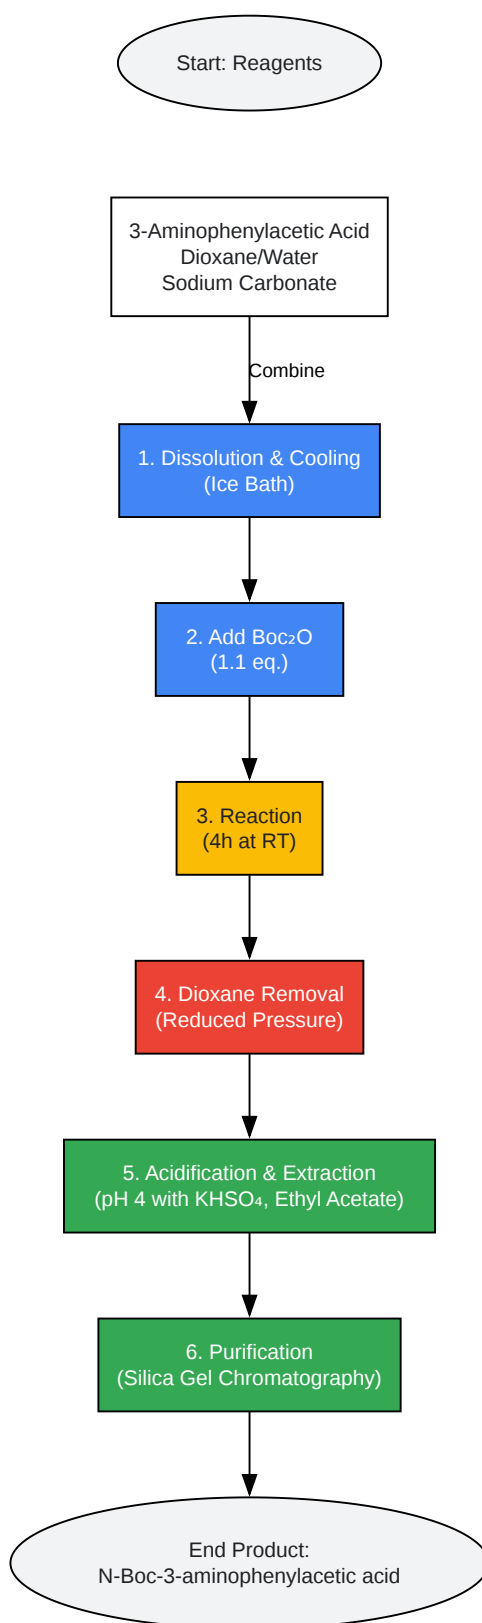 Start: Reagents
3-Aminophenylacetic Acid
Dioxane/Water
Sodium Carbonate
Combine
1. Dissolution & Cooling
(Ice Bath)
2. Add Boc₂O
(1.1 eq.)
3. Reaction
(4h at RT)
4. Dioxane Removal
(Reduced Pressure)
5. Acidification & Extraction
(pH 4 with KHSO₄, Ethyl Acetate)
6. Purification
(Silica Gel Chromatography)
End Product:
N-Boc-3-aminophenylacetic acid